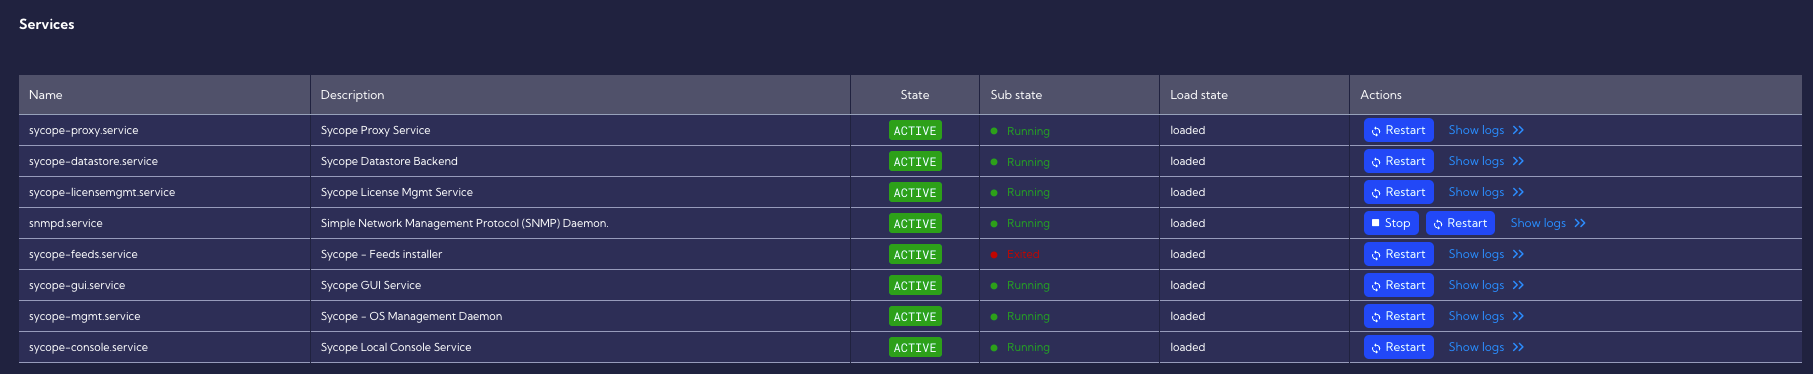 Services
Name Description State Sub state Load state Actions
sycope-proxy.service Sycope Proxy Service ACTIVE Running loaded Restart Show logs
sycope-datastore.service Sycope Datastore Backend ACTIVE Running loaded Restart Show logs
sycope-licensemgmt.service Sycope License Mgmt Service ACTIVE Running loaded Restart Show logs
snmpd.service Simple Network Management Protocol (SNMP) Daemon. ACTIVE Running loaded Stop Restart Show logs
sycope-feeds.service Sycope - Feeds installer ACTIVE Exited loaded Restart Show logs
sycope-gui.service Sycope GUI Service ACTIVE Running loaded Restart Show logs
sycope-mgmt.service Sycope - OS Management Daemon ACTIVE Running loaded Restart Show logs
sycope-console.service Sycope Local Console Service ACTIVE Running loaded Restart Show logs